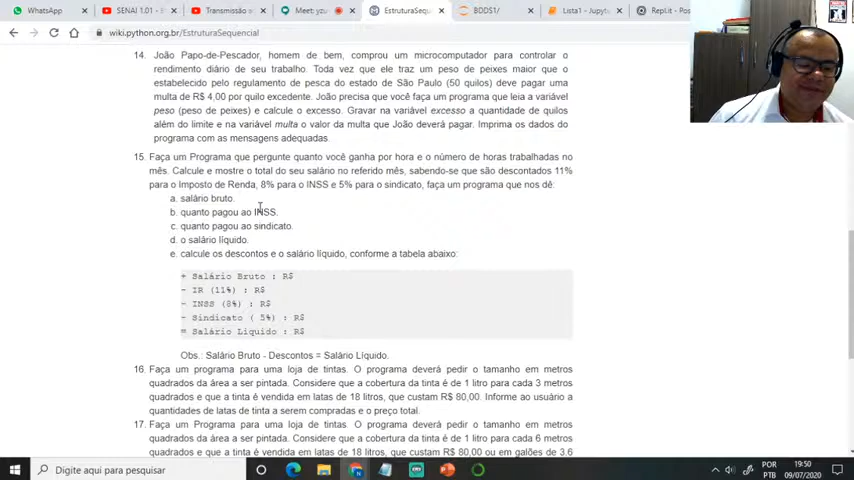 WhatsApp
SENAI 1.01 -
Transmissão
Meet: yzu-
EstruturaSequ
BDDS1/
Lista1 - Jupyte
Repl.it - Pos
wiki.python.org.br/EstruturaSequencial
14. João Papo-de-Pescador, homem de bem, comprou um microcomputador para controlar o
rendimento diário de seu trabalho. Toda vez que ele traz um peso de peixes maior que o
estabelecido pelo regulamento de pesca do estado de São Paulo (50 quilos) deve pagar uma
multa de R$ 4,00 por quilo excedente. João precisa que você faça um programa que leia a variável
peso (peso de peixes) e calcule o excesso. Gravar na variável excesso a quantidade de quilos
além do limite e na variável multa o valor da multa que João deverá pagar. Imprima os dados do
programa com as mensagens adequadas.
15. Faça um Programa que pergunte quanto você ganha por hora e o número de horas trabalhadas no
mês. Calcule e mostre o total do seu salário no referido mês, sabendo-se que são descontados 11%
para o Imposto de Renda, 8% para o INSS e 5% para o sindicato, faça um programa que nos dê:
a. salário bruto.
b. quanto pagou ao INSS.
c. quanto pagou ao sindicato.
d. o salário líquido.
e. calcule os descontos e o salário líquido, conforme a tabela abaixo:
+ Salário Bruto : R$
- IR (11%) : R$
- INSS (8%) : R$
- Sindicato ( 5%) : R$
= Salário Liquido : R$
Obs.: Salário Bruto - Descontos = Salário Líquido.
16. Faça um programa para uma loja de tintas. O programa deverá pedir o tamanho em metros
quadrados da área a ser pintada. Considere que a cobertura da tinta é de 1 litro para cada 3 metros
quadrados e que a tinta é vendida em latas de 18 litros, que custam R$ 80,00. Informe ao usuário a
quantidades de latas de tinta a serem compradas e o preço total.
17. Faça um Programa para uma loja de tintas. O programa deverá pedir o tamanho em metros
quadrados da área a ser pintada. Considere que a cobertura da tinta é de 1 litro para cada 6 metros
quadrados e que a tinta é vendida em latas de 18 litros, que custam R$ 80,00 ou em galões de 3,6
Digite aqui para pesquisar
POR
PTB
19:50
09/07/2020